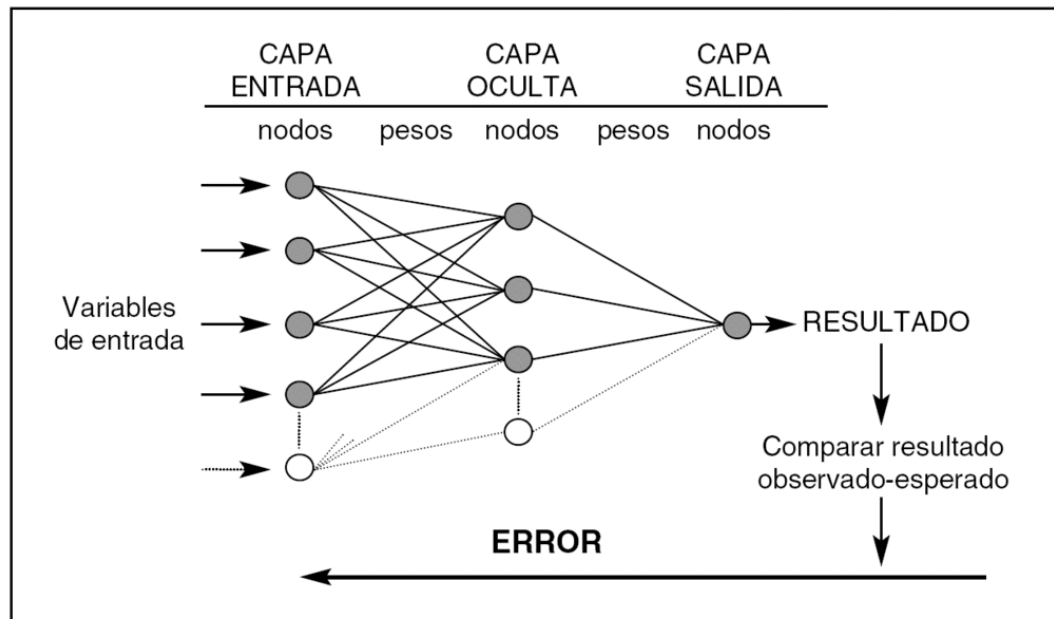 CAPA ENTRADA
CAPA OCULTA
CAPA SALIDA
nodos pesos nodos pesos nodos
Variables
de entrada
RESULTADO
Comparar resultado
observado-esperado
ERROR